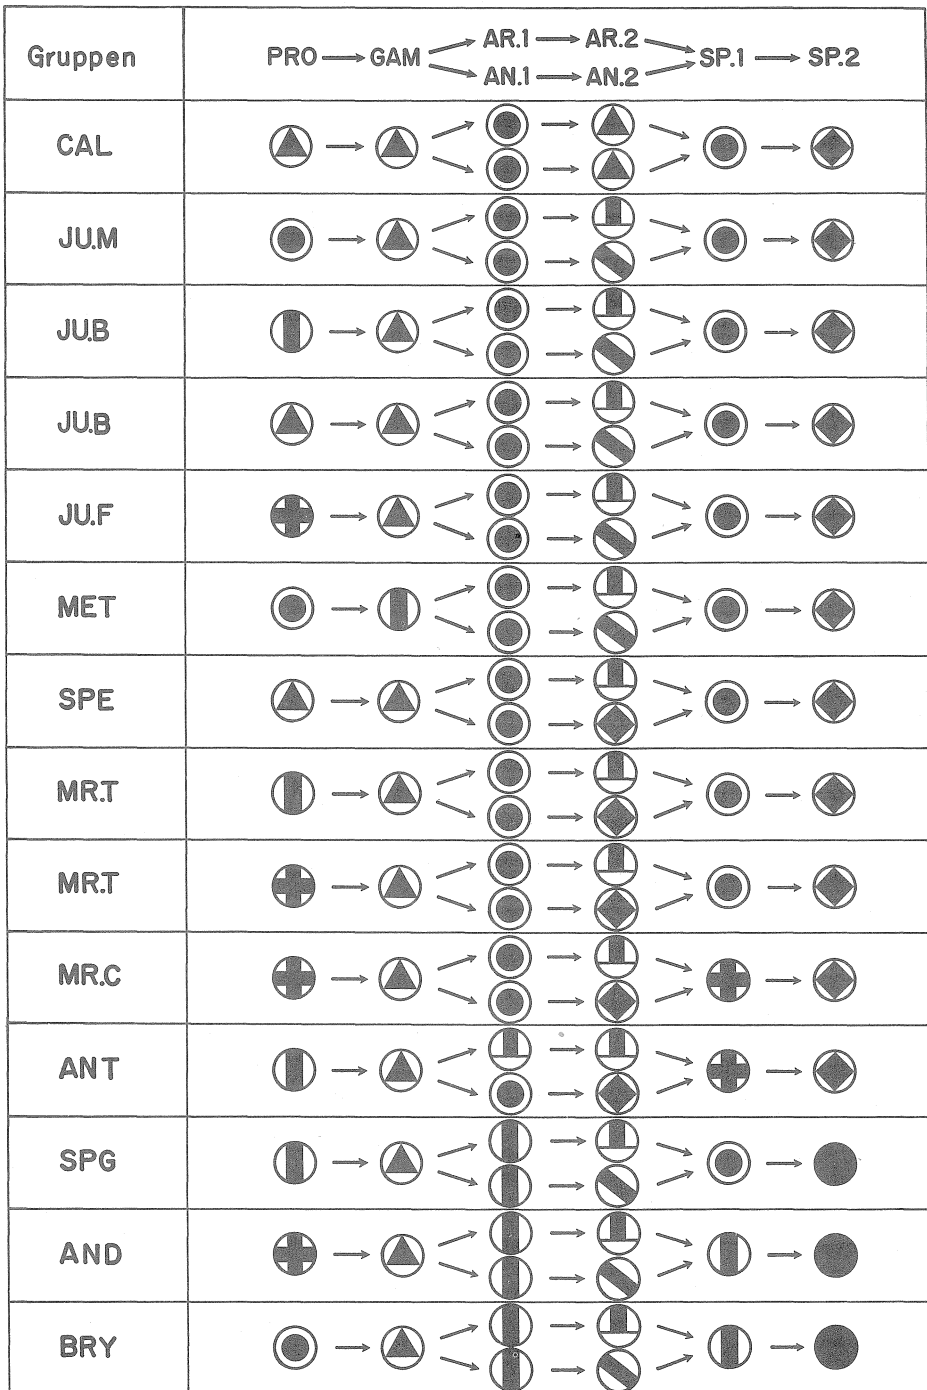 Gruppen PRO → GAM AR.1 → AR.2 SP.1 → SP.2
AN.1 → AN.2
CAL
JU.M
JU.B
JU.B
JU.F
MET
SPE
MR.T
MR.T
MR.C
ANT
SPG
AND
BRY